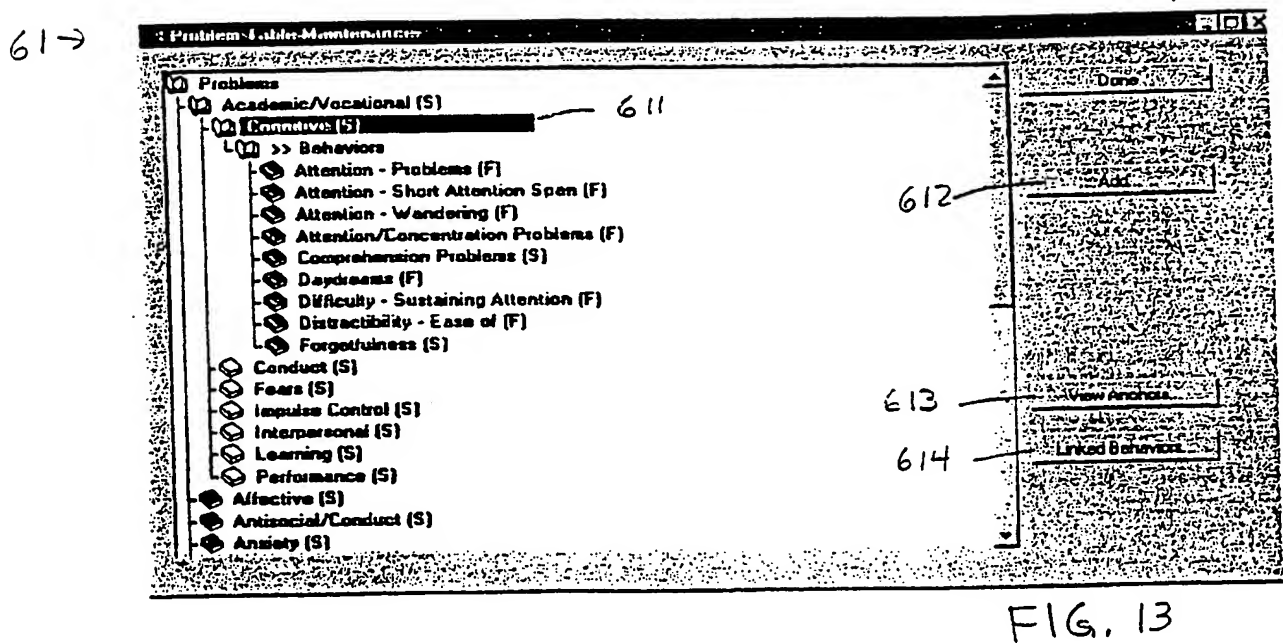 61→
Problem Table Maintenance
Problems
Academic/Vocational (S)
Cognitive (S)
611
>> Behaviors
Attention - Problems (F)
Attention - Short Attention Span (F)
Attention - Wandering (F)
Attention/Concentration Problems (F)
Comprehension Problems (S)
Daydreams (F)
Difficulty - Sustaining Attention (F)
Distractibility - Ease of (F)
Forgetfulness (S)
Conduct (S)
Fears (S)
Impulse Control (S)
Interpersonal (S)
Learning (S)
Performance (S)
Affective (S)
Antisocial/Conduct (S)
Anxiety (S)
Done
612
Add
613
View Anchors...
614
Linked Behaviors...
FIG. 13